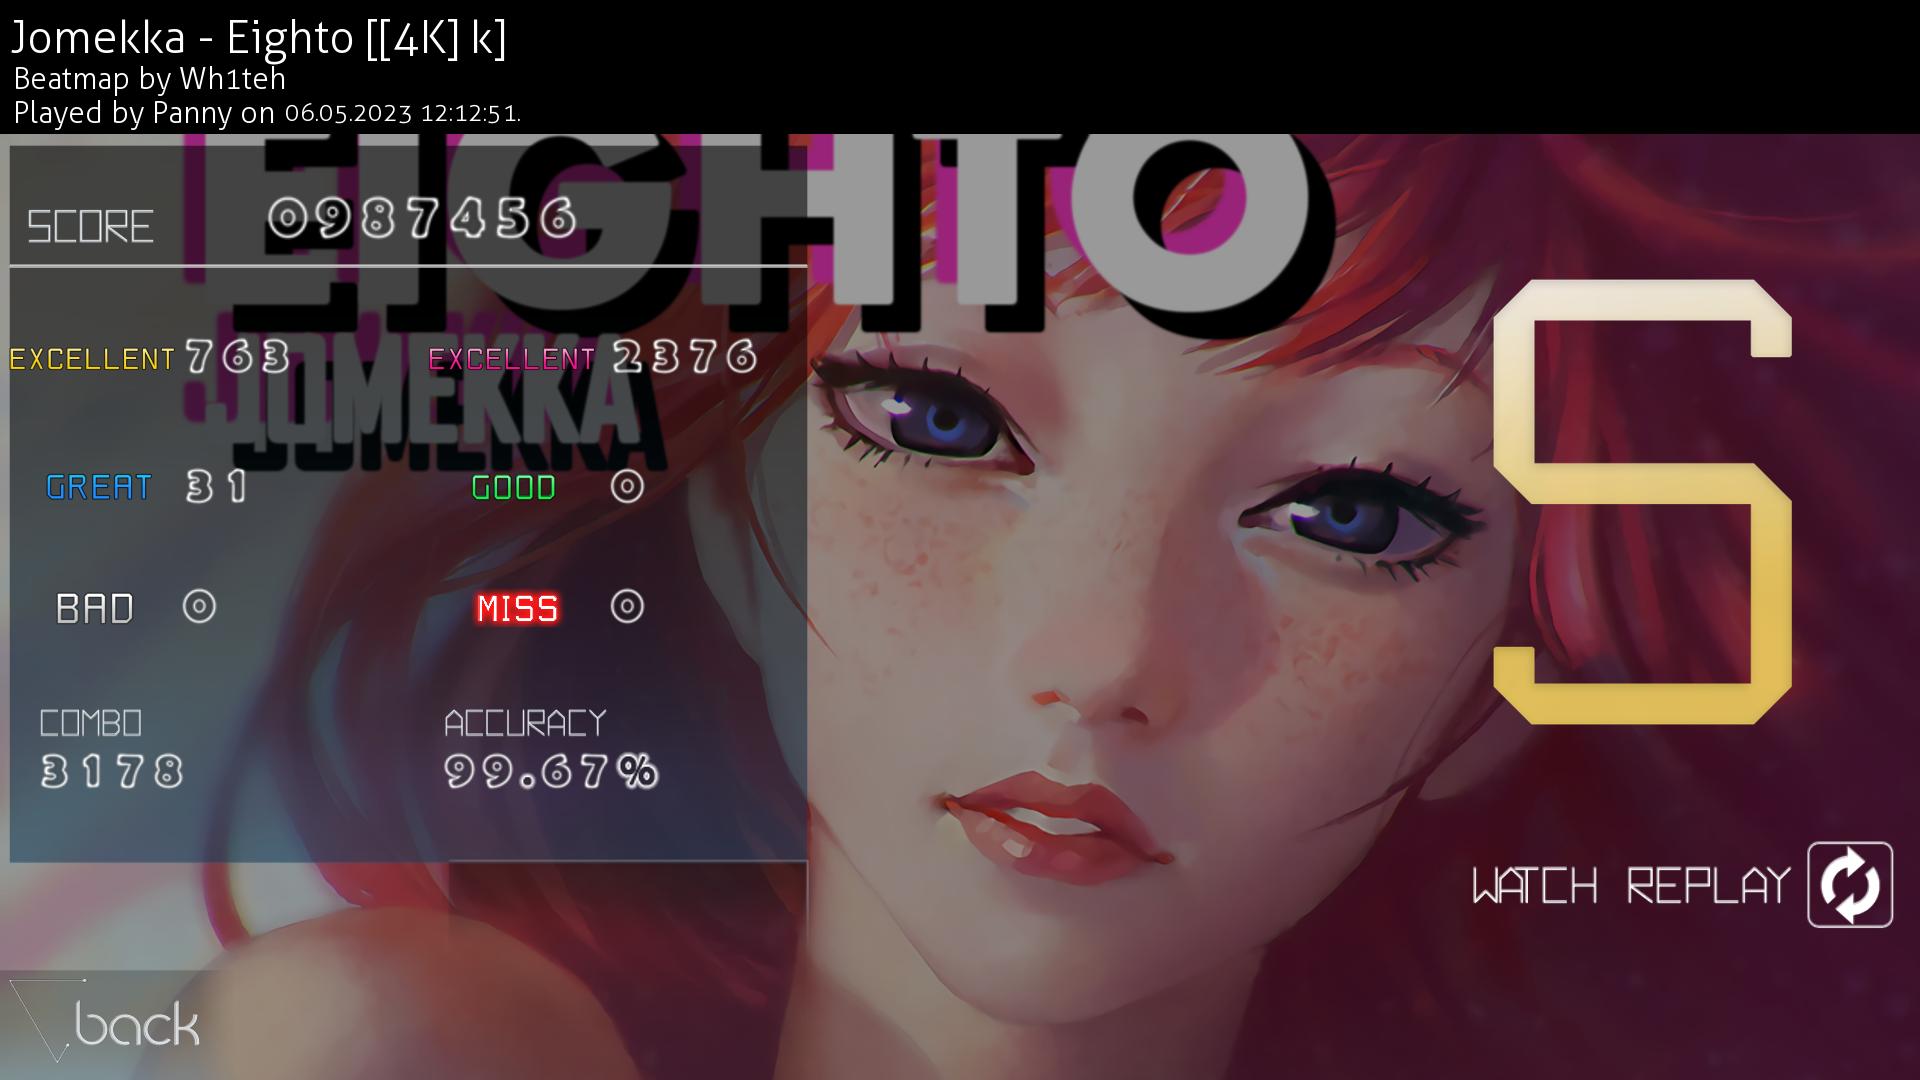 Jomekka - Eighto [[4K] k]
Beatmap by Wh1teh
Played by Panny on 06.05.2023 12:12:51.
EIGHTO
SCORE 0987456
JOMEKKA
EXCELLENT 763 EXCELLENT 2376
GREAT 31 GOOD 0
BAD 0 MISS 0
COMBO ACCURACY
3178 99.67%
S
WATCH REPLAY
back